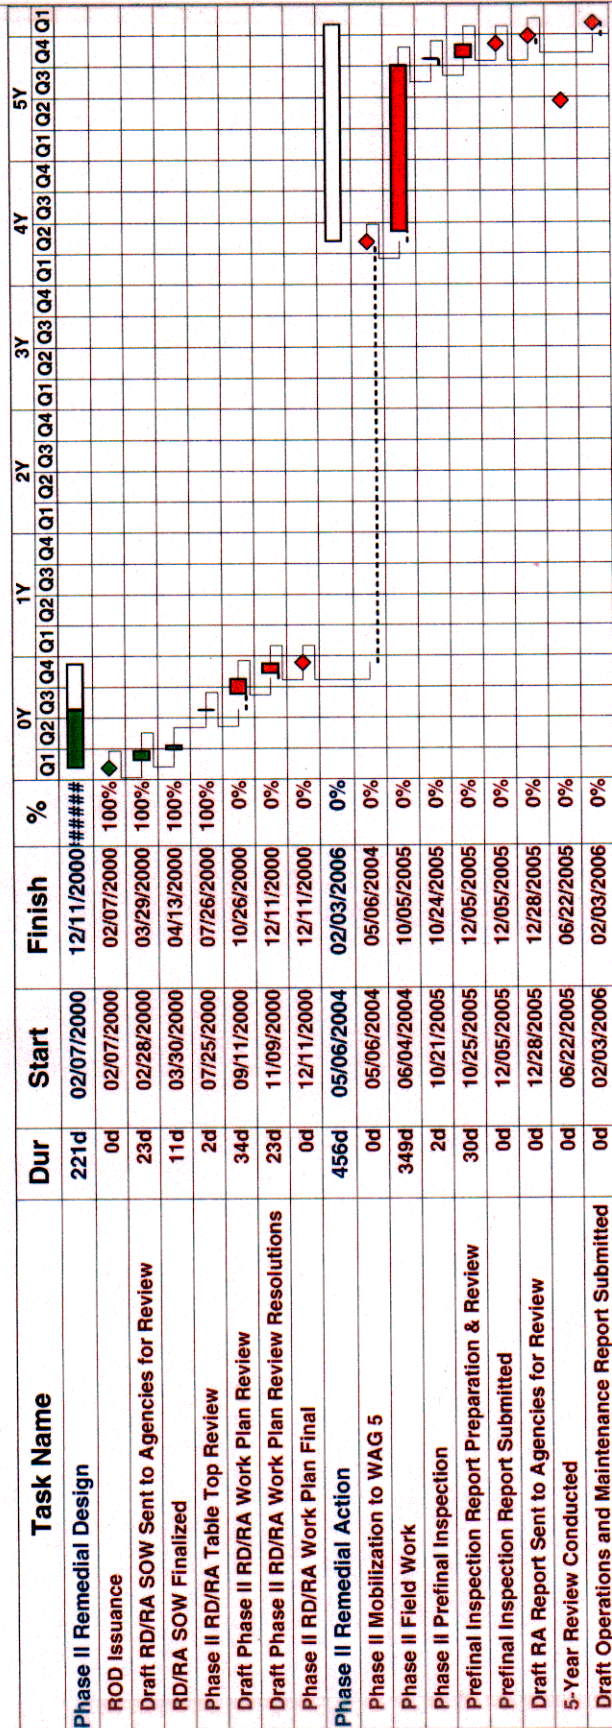 Task Name Dur Start Finish % 0Y 1Y 2Y 3Y 4Y 5Y
Q1 Q2 Q3 Q4 Q1 Q2 Q3 Q4 Q1 Q2 Q3 Q4 Q1 Q2 Q3 Q4 Q1 Q2 Q3 Q4 Q1 Q2 Q3 Q4 Q1
Phase II Remedial Design 221d 02/07/2000 12/11/2000 #####
ROD Issuance 0d 02/07/2000 02/07/2000 100%
Draft RD/RA SOW Sent to Agencies for Review 23d 02/28/2000 03/29/2000 100%
RD/RA SOW Finalized 11d 03/30/2000 04/13/2000 100%
Phase II RD/RA Table Top Review 2d 07/25/2000 07/26/2000 100%
Draft Phase II RD/RA Work Plan Review 34d 09/11/2000 10/26/2000 0%
Draft Phase II RD/RA Work Plan Review Resolutions 23d 11/09/2000 12/11/2000 0%
Phase II RD/RA Work Plan Final 0d 12/11/2000 12/11/2000 0%
Phase II Remedial Action 456d 05/06/2004 02/03/2006 0%
Phase II Mobilization to WAG 5 0d 05/06/2004 05/06/2004 0%
Phase II Field Work 349d 06/04/2004 10/05/2005 0%
Phase II Prefinal Inspection 2d 10/21/2005 10/24/2005 0%
Prefinal Inspection Report Preparation & Review 30d 10/25/2005 12/05/2005 0%
Prefinal Inspection Report Submitted 0d 12/05/2005 12/05/2005 0%
Draft RA Report Sent to Agencies for Review 0d 12/28/2005 12/28/2005 0%
5-Year Review Conducted 0d 06/22/2005 06/22/2005 0%
Draft Operations and Maintenance Report Submitted 0d 02/03/2006 02/03/2006 0%